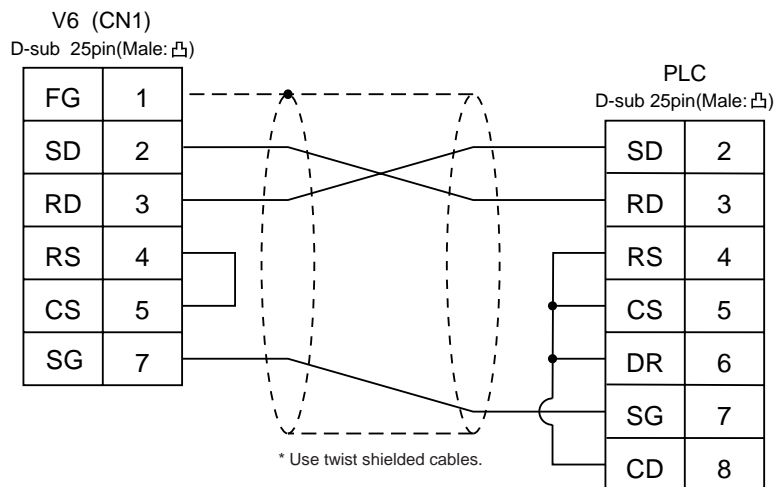 V6 (CN1)
D-sub 25pin(Male: 凸)
FG 1
SD 2
RD 3
RS 4
CS 5
SG 7
PLC
D-sub 25pin(Male: 凸)
SD 2
RD 3
RS 4
CS 5
DR 6
SG 7
CD 8
* Use twist shielded cables.